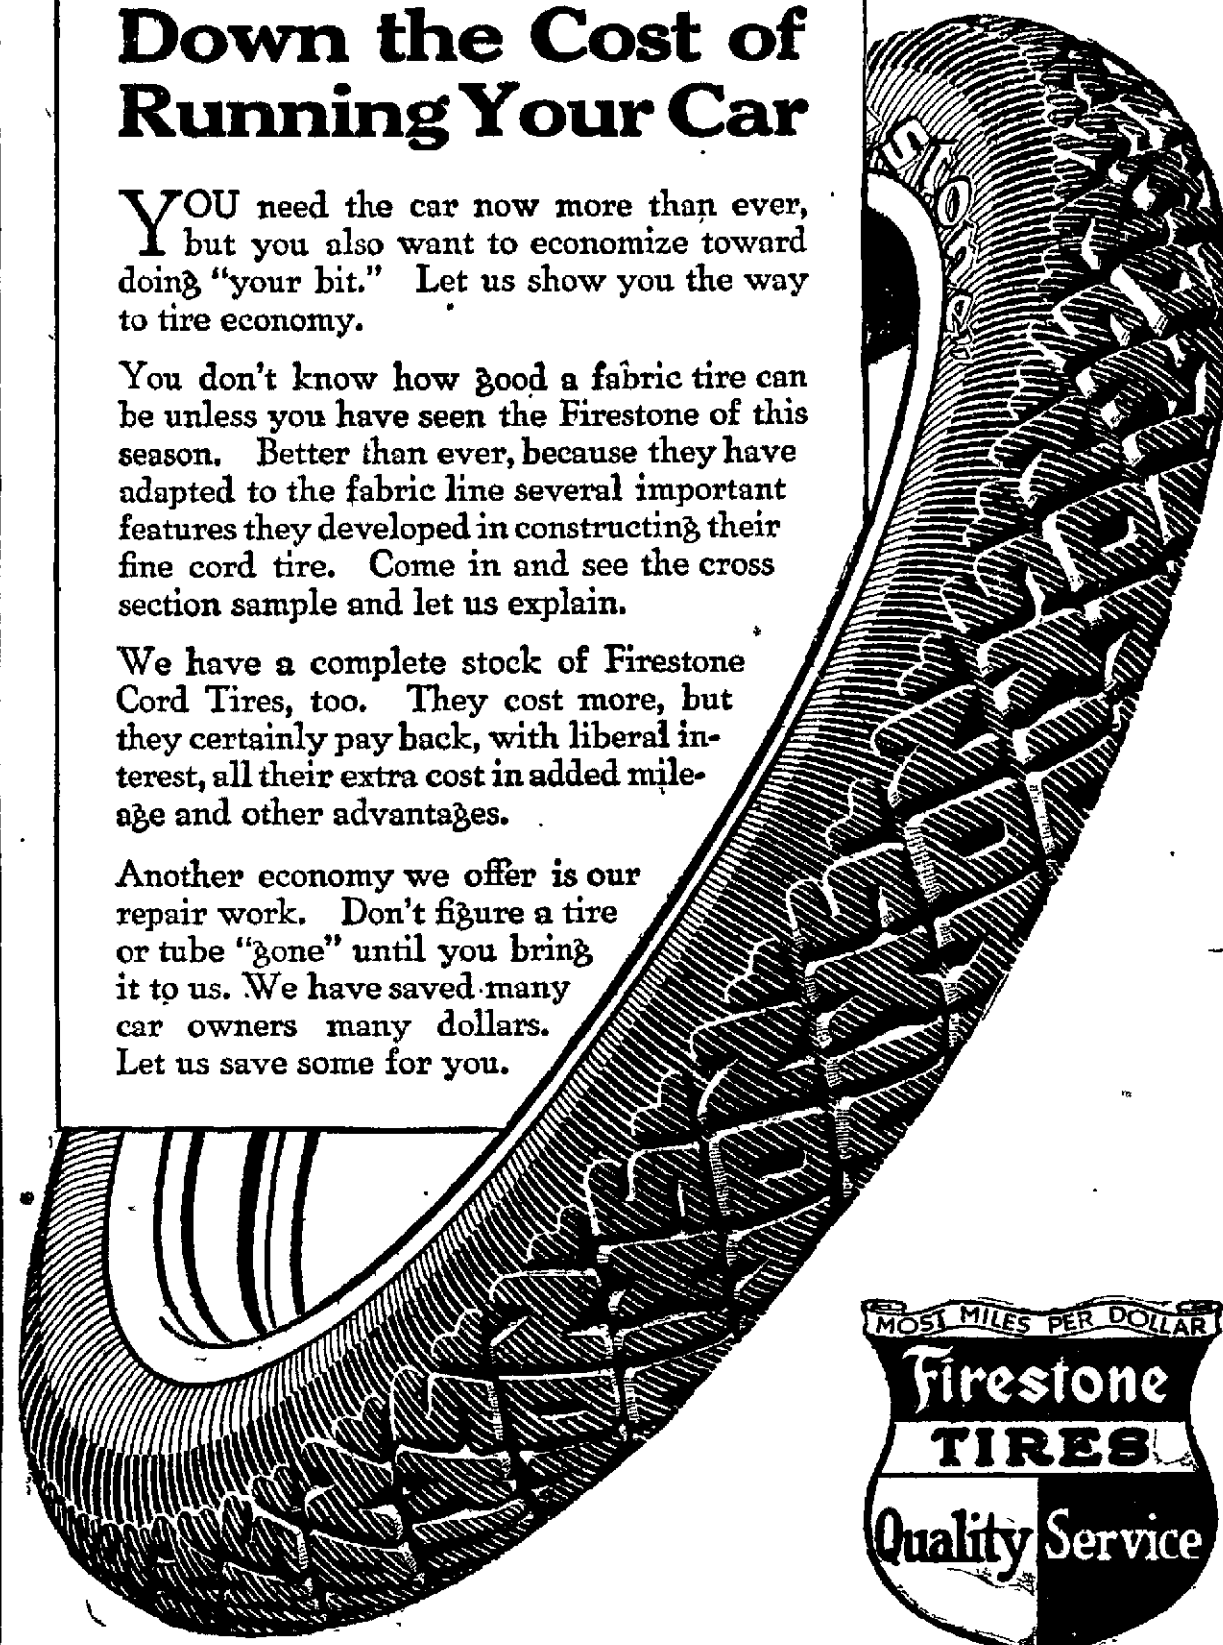 Down the Cost of
Running Your Car
YOU need the car now more than ever,
but you also want to economize toward
doing “your bit.” Let us show you the way
to tire economy.
You don't know how good a fabric tire can
be unless you have seen the Firestone of this
season. Better than ever, because they have
adapted to the fabric line several important
features they developed in constructing their
fine cord tire. Come in and see the cross
section sample and let us explain.
We have a complete stock of Firestone
Cord Tires, too. They cost more, but
they certainly pay back, with liberal in-
terest, all their extra cost in added mile-
age and other advantages.
Another economy we offer is our
repair work. Don't figure a tire
or tube “gone” until you bring
it to us. We have saved many
car owners many dollars.
Let us save some for you.
MOST MILES PER DOLLAR
Firestone
TIRES
Quality Service